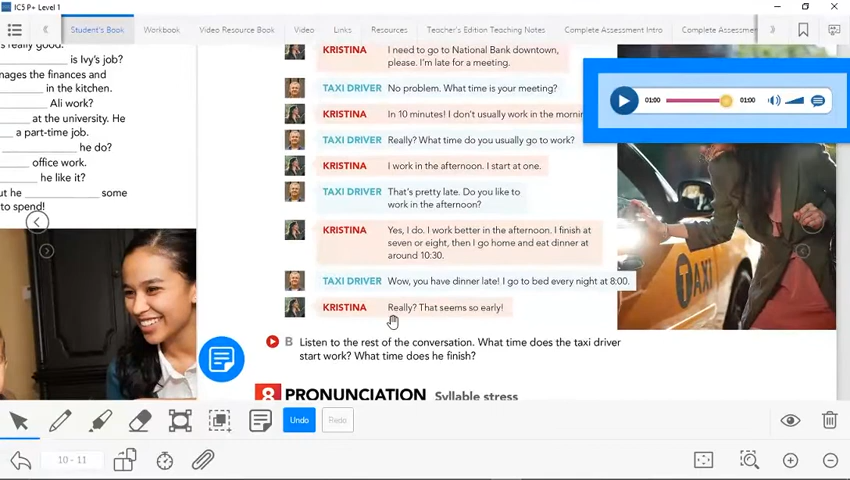 IC5 P+ Level 1
Student's Book
Workbook
Video Resource Book
Video
Links
Resources
Teacher's Edition Teaching Notes
Complete Assessment Intro
Complete Assessme
s really good.
is Ivy's job?
nages the finances and
in the kitchen.
Ali work?
at the university. He
a part-time job.
he do?
office work.
he like it?
ut he some
to spend!
KRISTINA I need to go to National Bank downtown,
please. I'm late for a meeting.
TAXI DRIVER No problem. What time is your meeting?
KRISTINA In 10 minutes! I don't usually work in the mornin
TAXI DRIVER Really? What time do you usually go to work?
KRISTINA I work in the afternoon. I start at one.
TAXI DRIVER That's pretty late. Do you like to
work in the afternoon?
KRISTINA Yes, I do. I work better in the afternoon. I finish at
seven or eight, then I go home and eat dinner at
around 10:30.
TAXI DRIVER Wow, you have dinner late! I go to bed every night at 8:00.
KRISTINA Really? That seems so early!
B Listen to the rest of the conversation. What time does the taxi driver
start work? What time does he finish?
8 PRONUNCIATION Syllable stress
01:00 01:00
TAXI
Undo
Redo
10 - 11